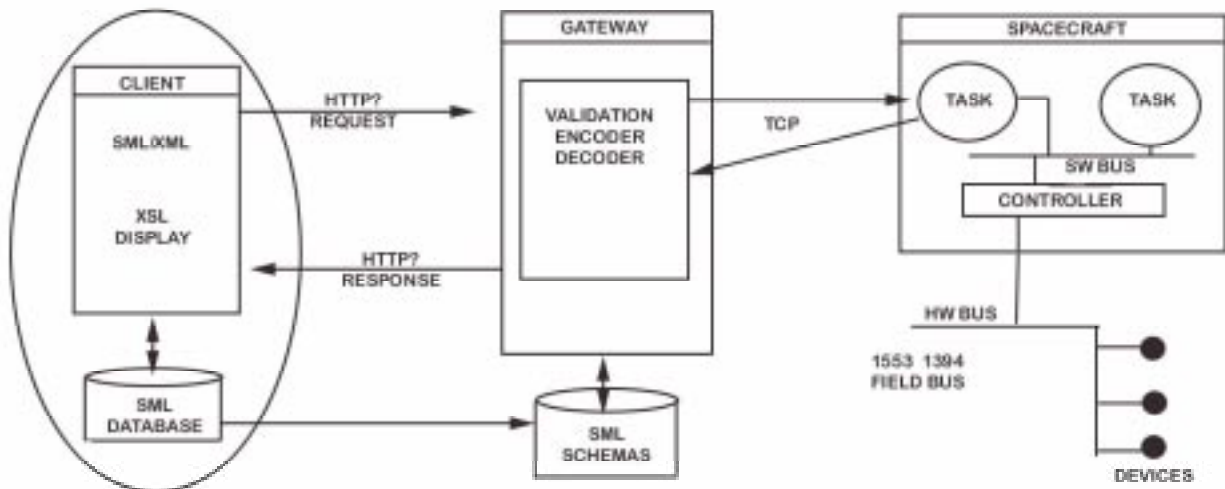 CLIENT
SML/XML
XSL
DISPLAY
SML
DATABASE
HTTP?
REQUEST
HTTP?
RESPONSE
GATEWAY
VALIDATION
ENCODER
DECODER
SML
SCHEMAS
TCP
SPACECRAFT
TASK
TASK
SW BUS
CONTROLLER
HW BUS
1553 1394
FIELD BUS
DEVICES